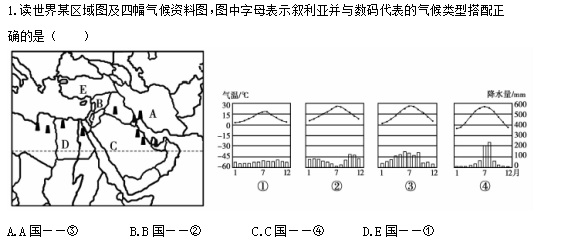 1.读世界某区域图及四幅气候资料图,图中字母表示叙利亚并与数码代表的气候类型搭配正
确的是（ ）
E
B
A
D
C
气温/℃
30
15
0
-15
-30
-45
-60
1 7 12
①
1 7 12
②
1 7 12
③
1 7 12月
④
降水量/mm
600
500
400
300
200
100
0
A.A 国——③ B.B 国——② C.C 国——④ D.E 国——①